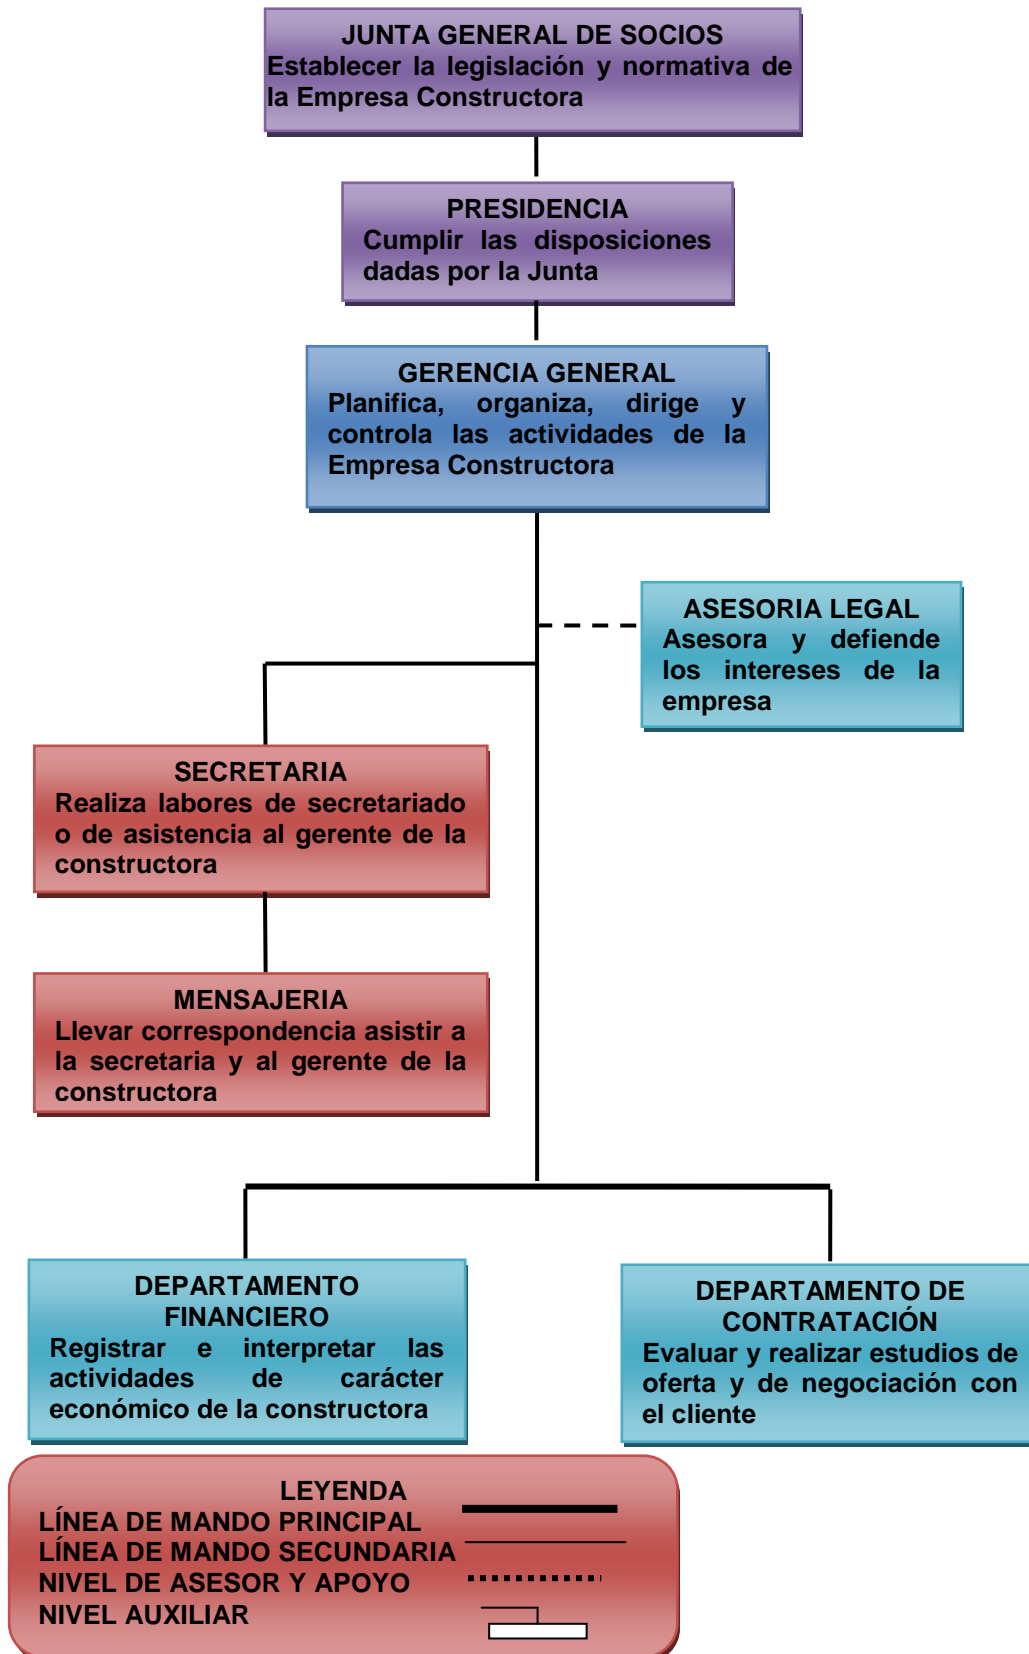 JUNTA GENERAL DE SOCIOS
Establecer la legislación y normativa de
la Empresa Constructora
PRESIDENCIA
Cumplir las disposiciones
dadas por la Junta
GERENCIA GENERAL
Planifica, organiza, dirige y
controla las actividades de la
Empresa Constructora
ASESORIA LEGAL
Asesora y defiende
los intereses de la
empresa
SECRETARIA
Realiza labores de secretariado
o de asistencia al gerente de la
constructora
MENSAJERIA
Llevar correspondencia asistir a
la secretaria y al gerente de la
constructora
DEPARTAMENTO
FINANCIERO
Registrar e interpretar las
actividades de carácter
económico de la constructora
DEPARTAMENTO DE
CONTRATACIÓN
Evaluar y realizar estudios de
oferta y de negociación con
el cliente
LEYENDA
LÍNEA DE MANDO PRINCIPAL
LÍNEA DE MANDO SECUNDARIA
NIVEL DE ASESOR Y APOYO
NIVEL AUXILIAR